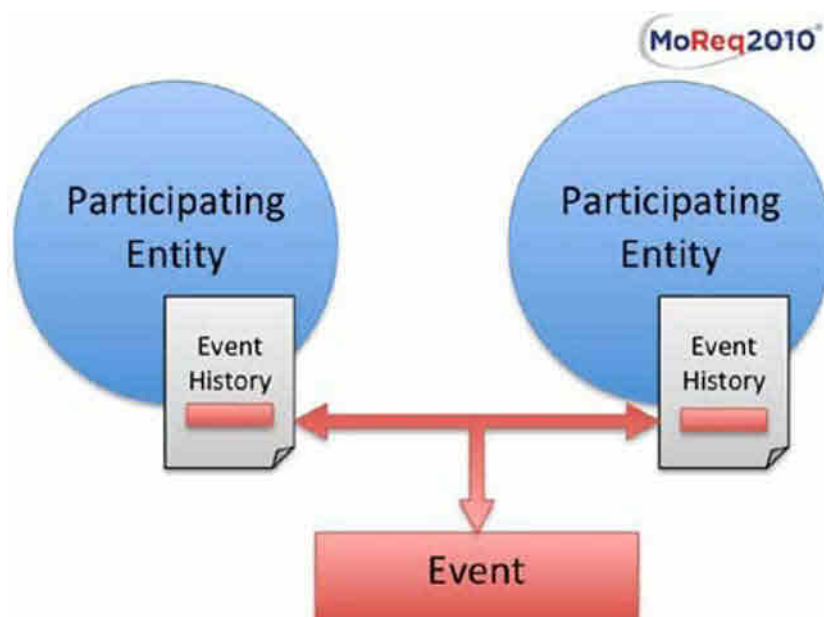 MoReq2010®
Participating
Entity
Participating
Entity
Event
History
Event
History
Event